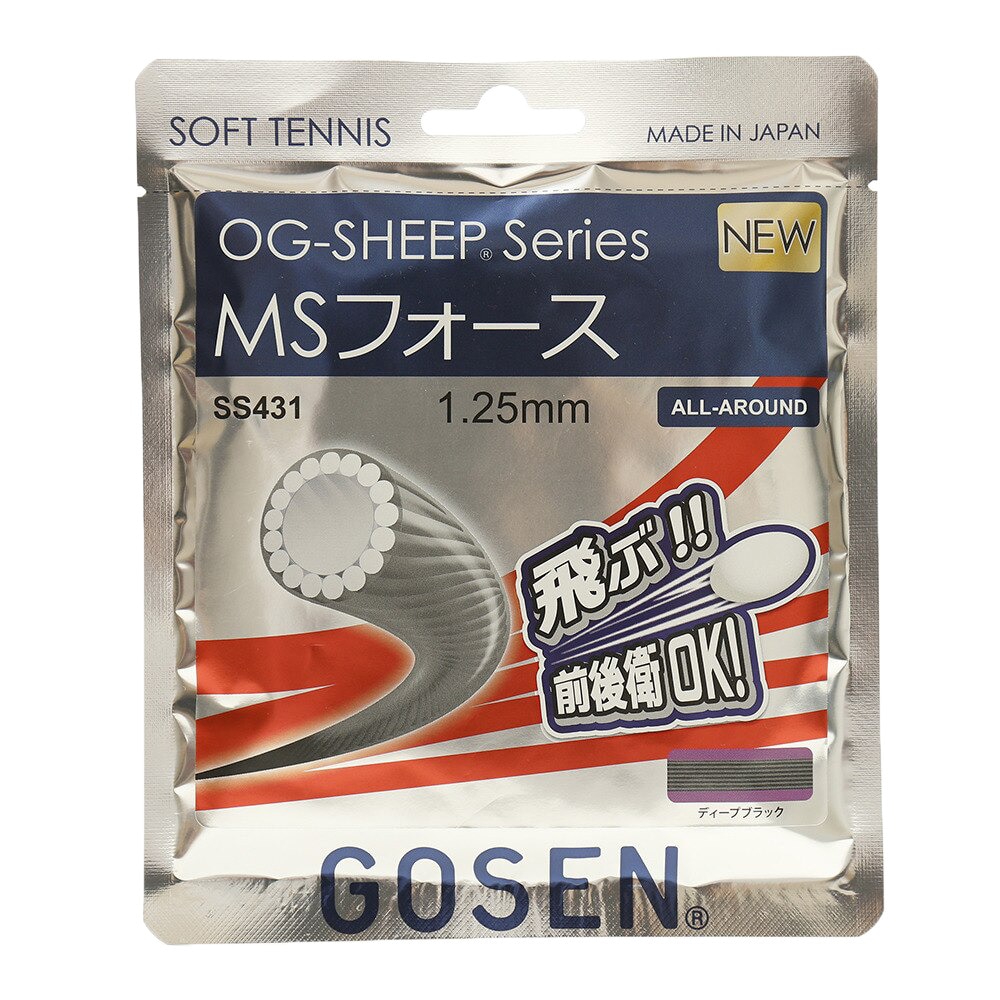 SOFT TENNIS
MADE IN JAPAN
OG-SHEEP® Series
NEW
MSフォース
SS431
1.25mm
ALL-AROUND
飛ぶ!!
前後衛OK!
ディープブラック
GOSEN®